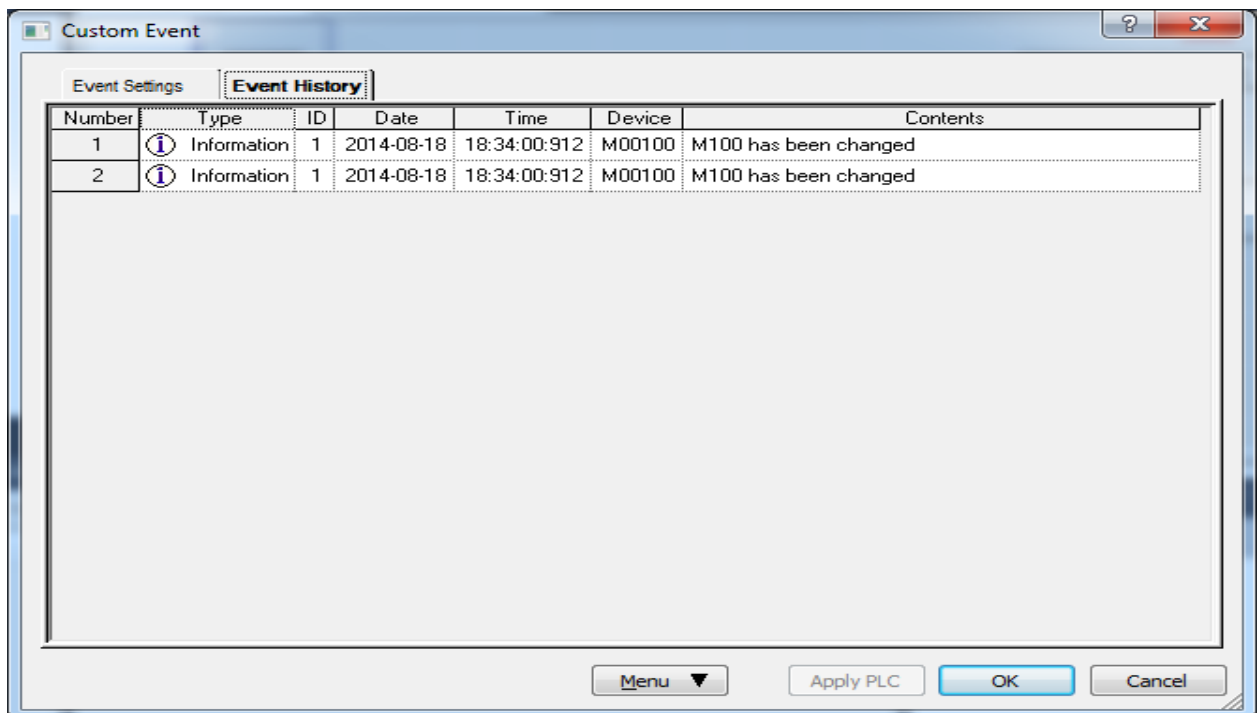 Custom Event
Event Settings Event History
Number Type ID Date Time Device Contents
1 Information 1 2014-08-18 18:34:00:912 M00100 M100 has been changed
2 Information 1 2014-08-18 18:34:00:912 M00100 M100 has been changed
Menu ▼ Apply PLC OK Cancel